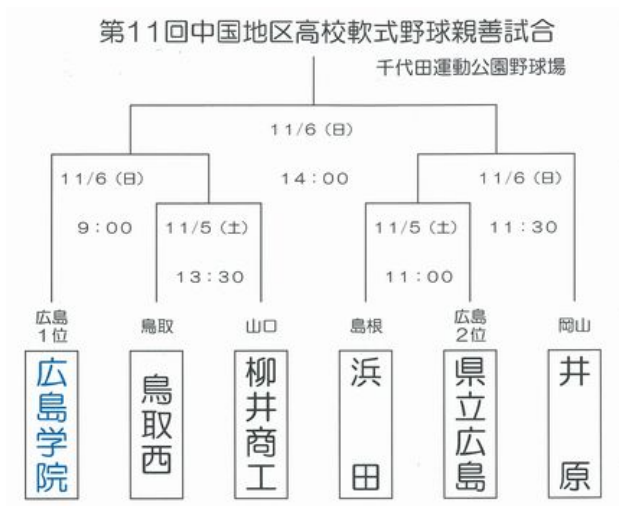 第11回中国地区高校軟式野球親善試合
千代田運動公園野球場
11/6(日)
14:00
11/6(日)
9:00
11/6(日)
11:30
11/5(土)
13:30
11/5(土)
11:00
広島
1位
鳥取
山口
島根
広島
2位
岡山
広島学院
鳥取西
柳井商工
浜田
県立広島
井原